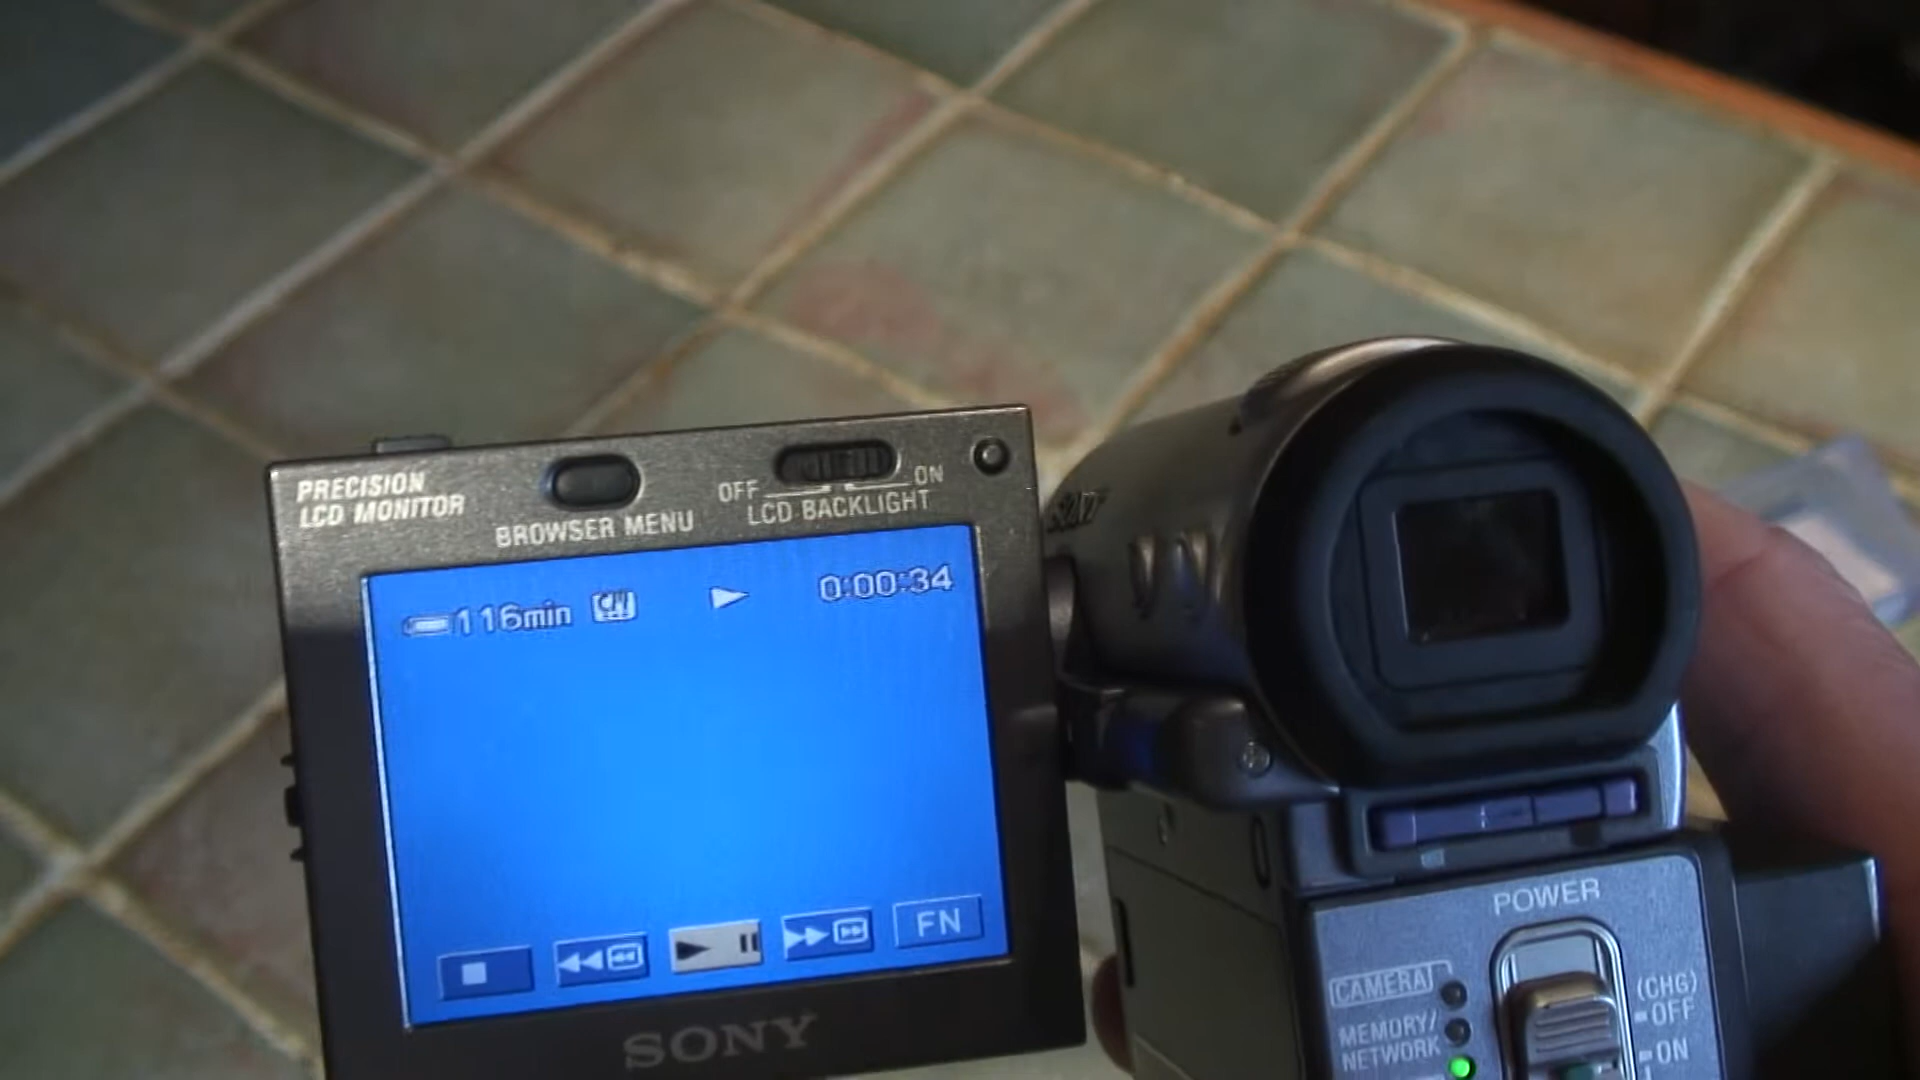 PRECISION
LCD MONITOR
BROWSER MENU
OFF ON
LCD BACKLIGHT
116min
0:00:34
FN
SONY
SONY
POWER
CAMERA
MEMORY/
NETWORK
(CHG)
OFF
ON